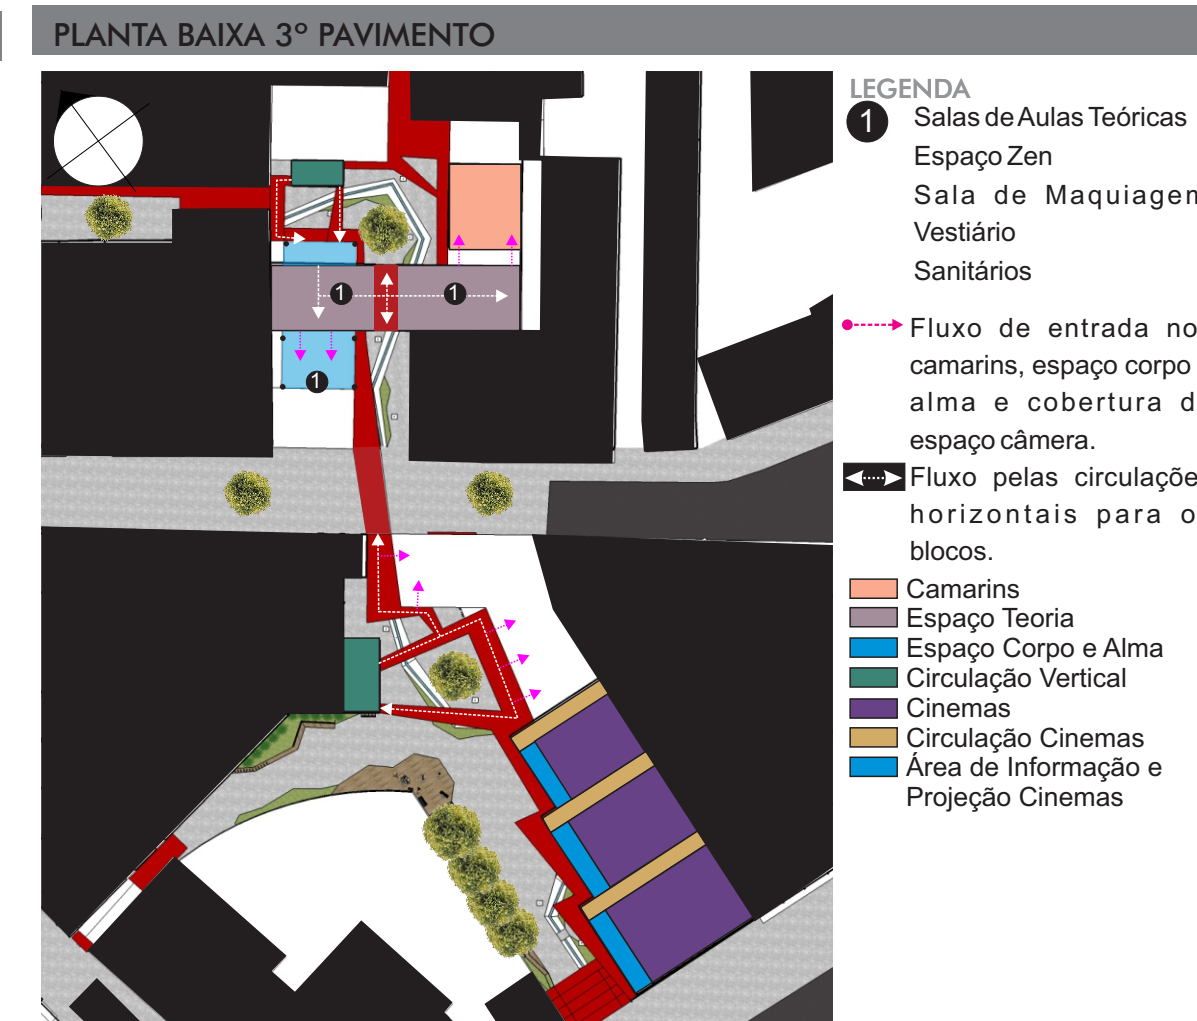 PLANTA BAIXA 3º PAVIMENTO
LEGENDA
1 Salas de Aulas Teóricas
Espaço Zen
Sala de Maquiagem
Vestiário
Sanitários
Fluxo de entrada no
camarins, espaço corpo
alma e cobertura d
espaço câmera.
Fluxo pelas circulaçõe
horizontais para o
blocos.
Camarins
Espaço Teoria
Espaço Corpo e Alma
Circulação Vertical
Cinemas
Circulação Cinemas
Área de Informação e
Projeção Cinemas
1
1
1